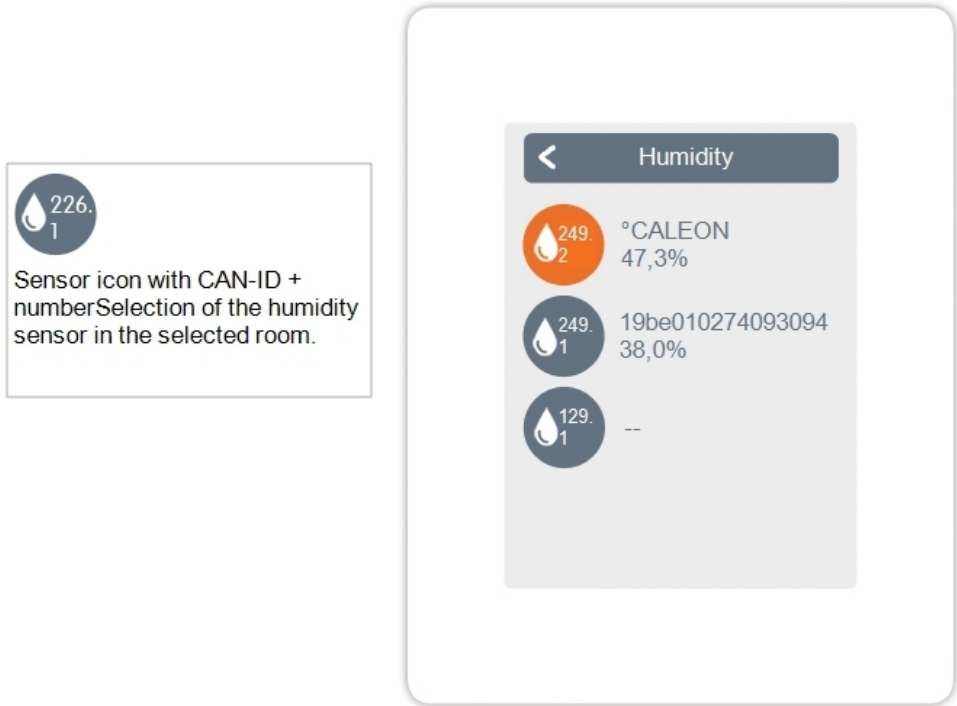 226.
1
Sensor icon with CAN-ID +
numberSelection of the humidity
sensor in the selected room.
Humidity
249.
2
°CALEON
47,3%
249.
1
19be010274093094
38,0%
129.
1
--